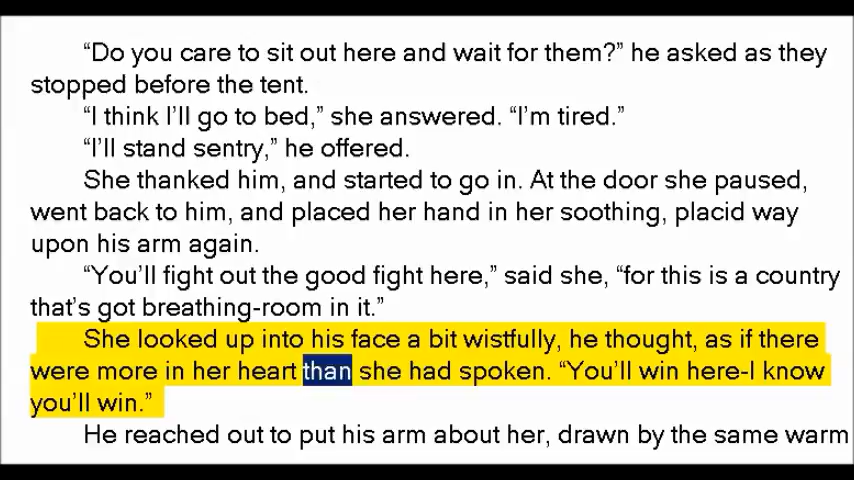 “Do you care to sit out here and wait for them?” he asked as they
stopped before the tent.
“I think I’ll go to bed,” she answered. “I’m tired.”
“I’ll stand sentry,” he offered.
She thanked him, and started to go in. At the door she paused,
went back to him, and placed her hand in her soothing, placid way
upon his arm again.
“You’ll fight out the good fight here,” said she, “for this is a country
that’s got breathing-room in it.”
She looked up into his face a bit wistfully, he thought, as if there
were more in her heart than she had spoken. “You’ll win here-I know
you’ll win.”
He reached out to put his arm about her, drawn by the same warm